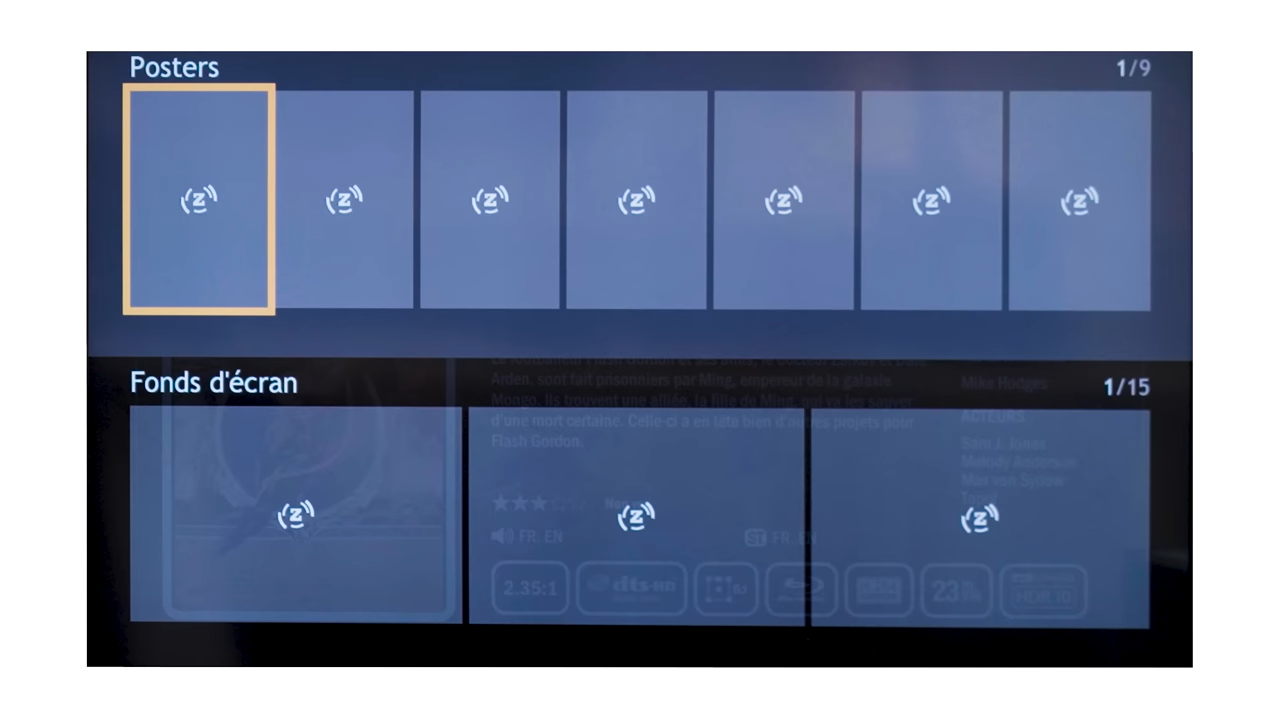 Posters
1/9
Fonds d'écran
1/15
Arden, sont fait prisonniers par Ming, empereur de la galaxie
Mongo. Ils trouvent une alliée, la fille de Ming, qui va les sauver
d'une mort certaine. Celle-ci a en tête bien d'autres projets pour
Flash Gordon.
Mike Hodges
ACTEURS
Sam J. Jones
Melody Anderson
Max von Sydow
Topol
FR, EN
ST FR, EN
2.35:1
dts-HD
23
HDR ID